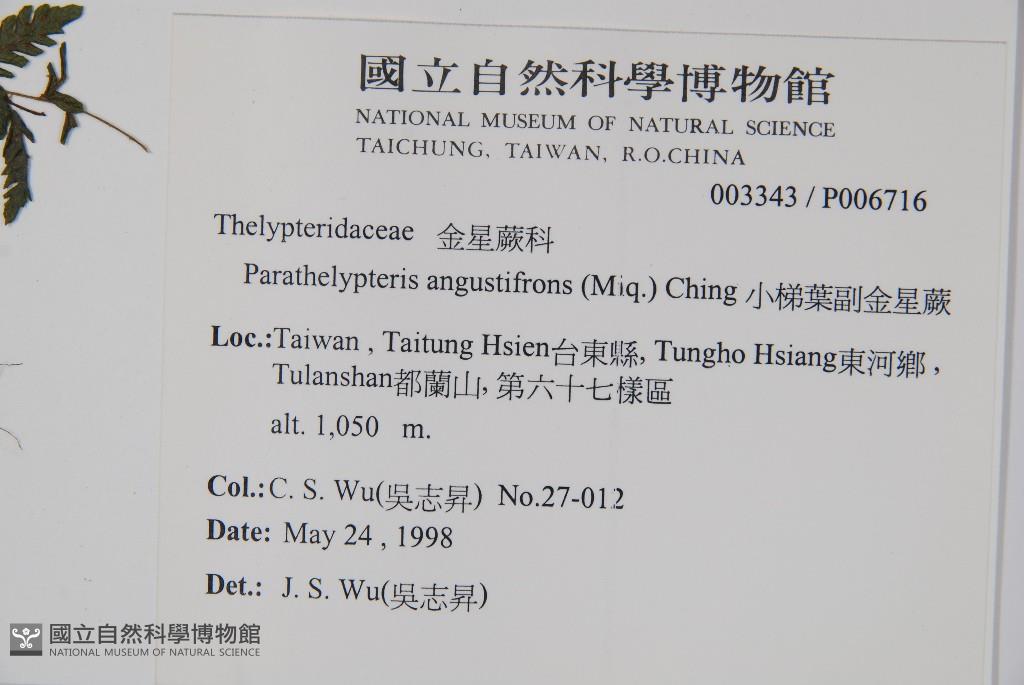 國立自然科學博物館
NATIONAL MUSEUM OF NATURAL SCIENCE
TAICHUNG, TAIWAN, R.O.CHINA
003343 / P006716
Thelypteridaceae 金星蕨科
Parathelypteris angustifrons (Miq.) Ching 小梯葉副金星蕨
Loc.:Taiwan , Taitung Hsien台東縣, Tungho Hsiang東河鄉 ,
Tulanshan都蘭山, 第六十七樣區
alt. 1,050 m.
Col.:C. S. Wu(吳志昇) No.27-012
Date: May 24 , 1998
Det.: J. S. Wu(吳志昇)
國立自然科學博物館
NATIONAL MUSEUM OF NATURAL SCIENCE